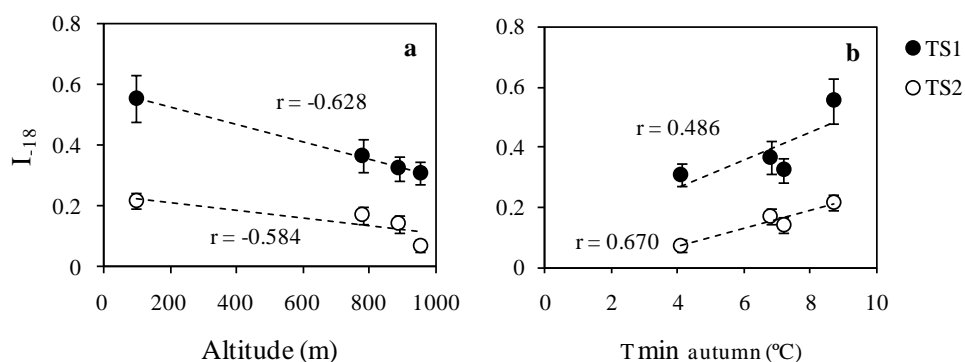 0.8
0.6
0.4
0.2
0
I-18
a
r = -0.628
r = -0.584
0 200 400 600 800 1000
Altitude (m)
0.8
0.6
0.4
0.2
0
b
r = 0.486
r = 0.670
0 2 4 6 8 10
Tmin autumn (ºC)
TS1
TS2